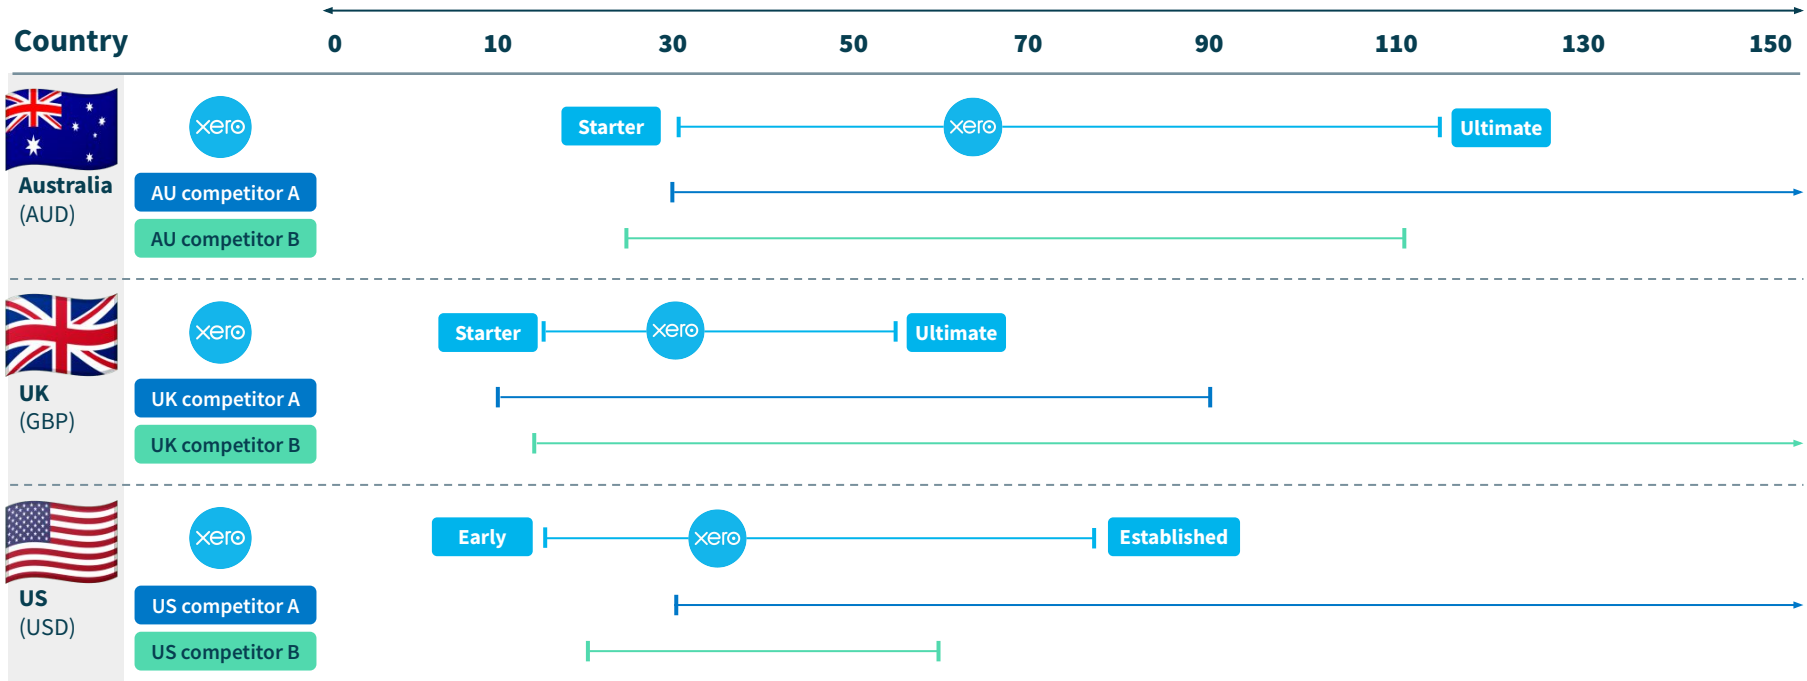 Country 0 10 30 50 70 90 110 130 150
xero Starter xero Ultimate
Australia
(AUD)
AU competitor A
AU competitor B
xero Starter xero Ultimate
UK
(GBP)
UK competitor A
UK competitor B
xero Early xero Established
US
(USD)
US competitor A
US competitor B